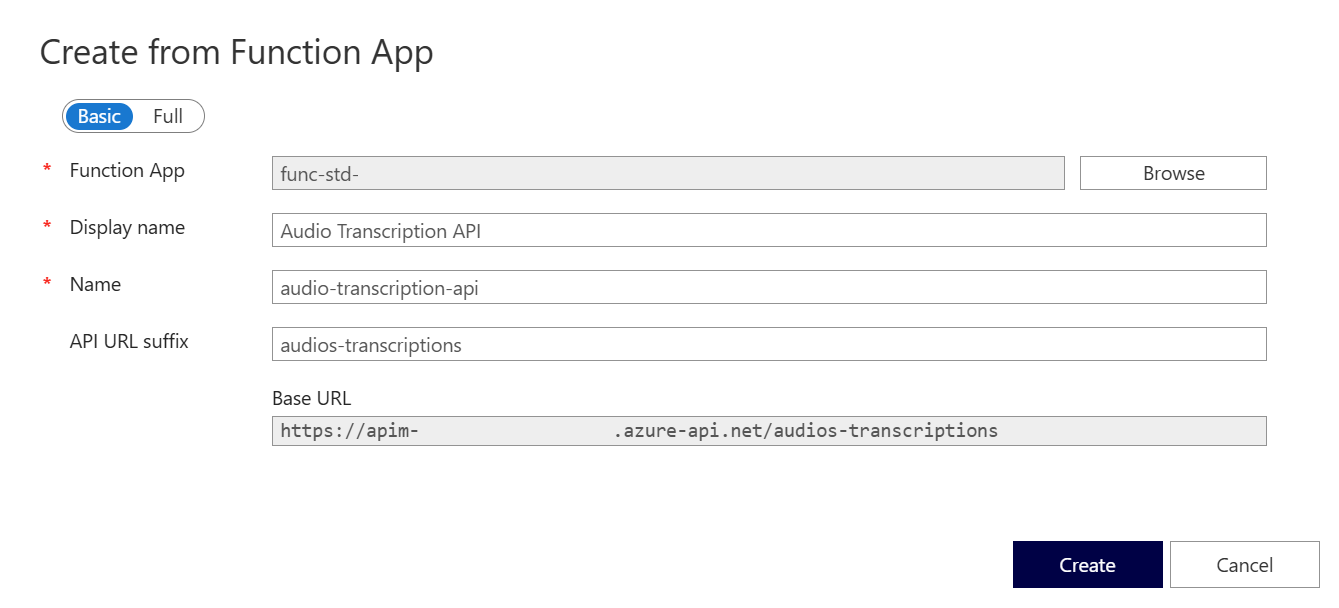 Create from Function App
Basic Full
* Function App func-std- Browse
* Display name Audio Transcription API
* Name audio-transcription-api
API URL suffix audios-transcriptions
Base URL
https://apim- .azure-api.net/audios-transcriptions
Create Cancel